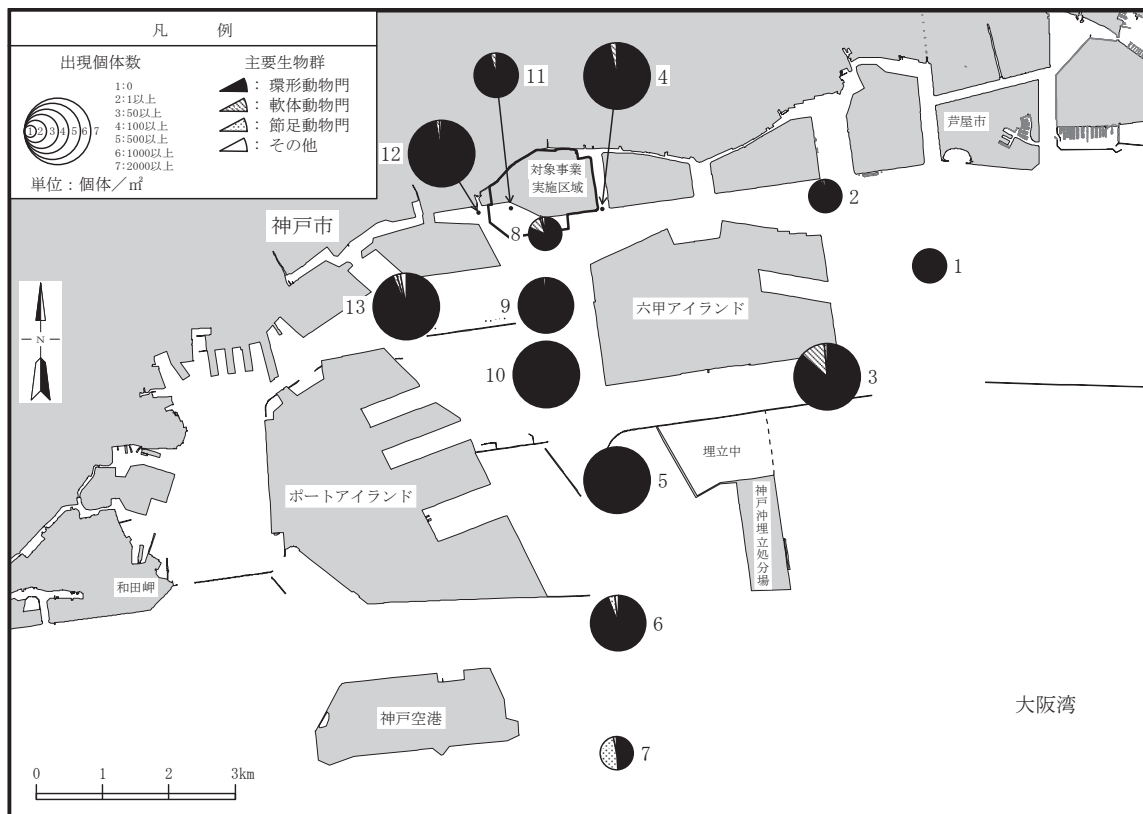 凡　　例
出現個体数
1:0
2:1以上
3:50以上
4:100以上
5:500以上
6:1000以上
7:2000以上
1 2 3 4 5 6 7
単位：個体／㎡
主要生物群
： 環形動物門
： 軟体動物門
： 節足動物門
： その他
11
4
12
対象事業
実施区域
芦屋市
2
神戸市
8
1
13
9
六甲アイランド
N
10
3
埋立中
5
ポートアイランド
神戸沖埋立処分場
和田岬
6
大阪湾
神戸空港
7
0 1 2 3km